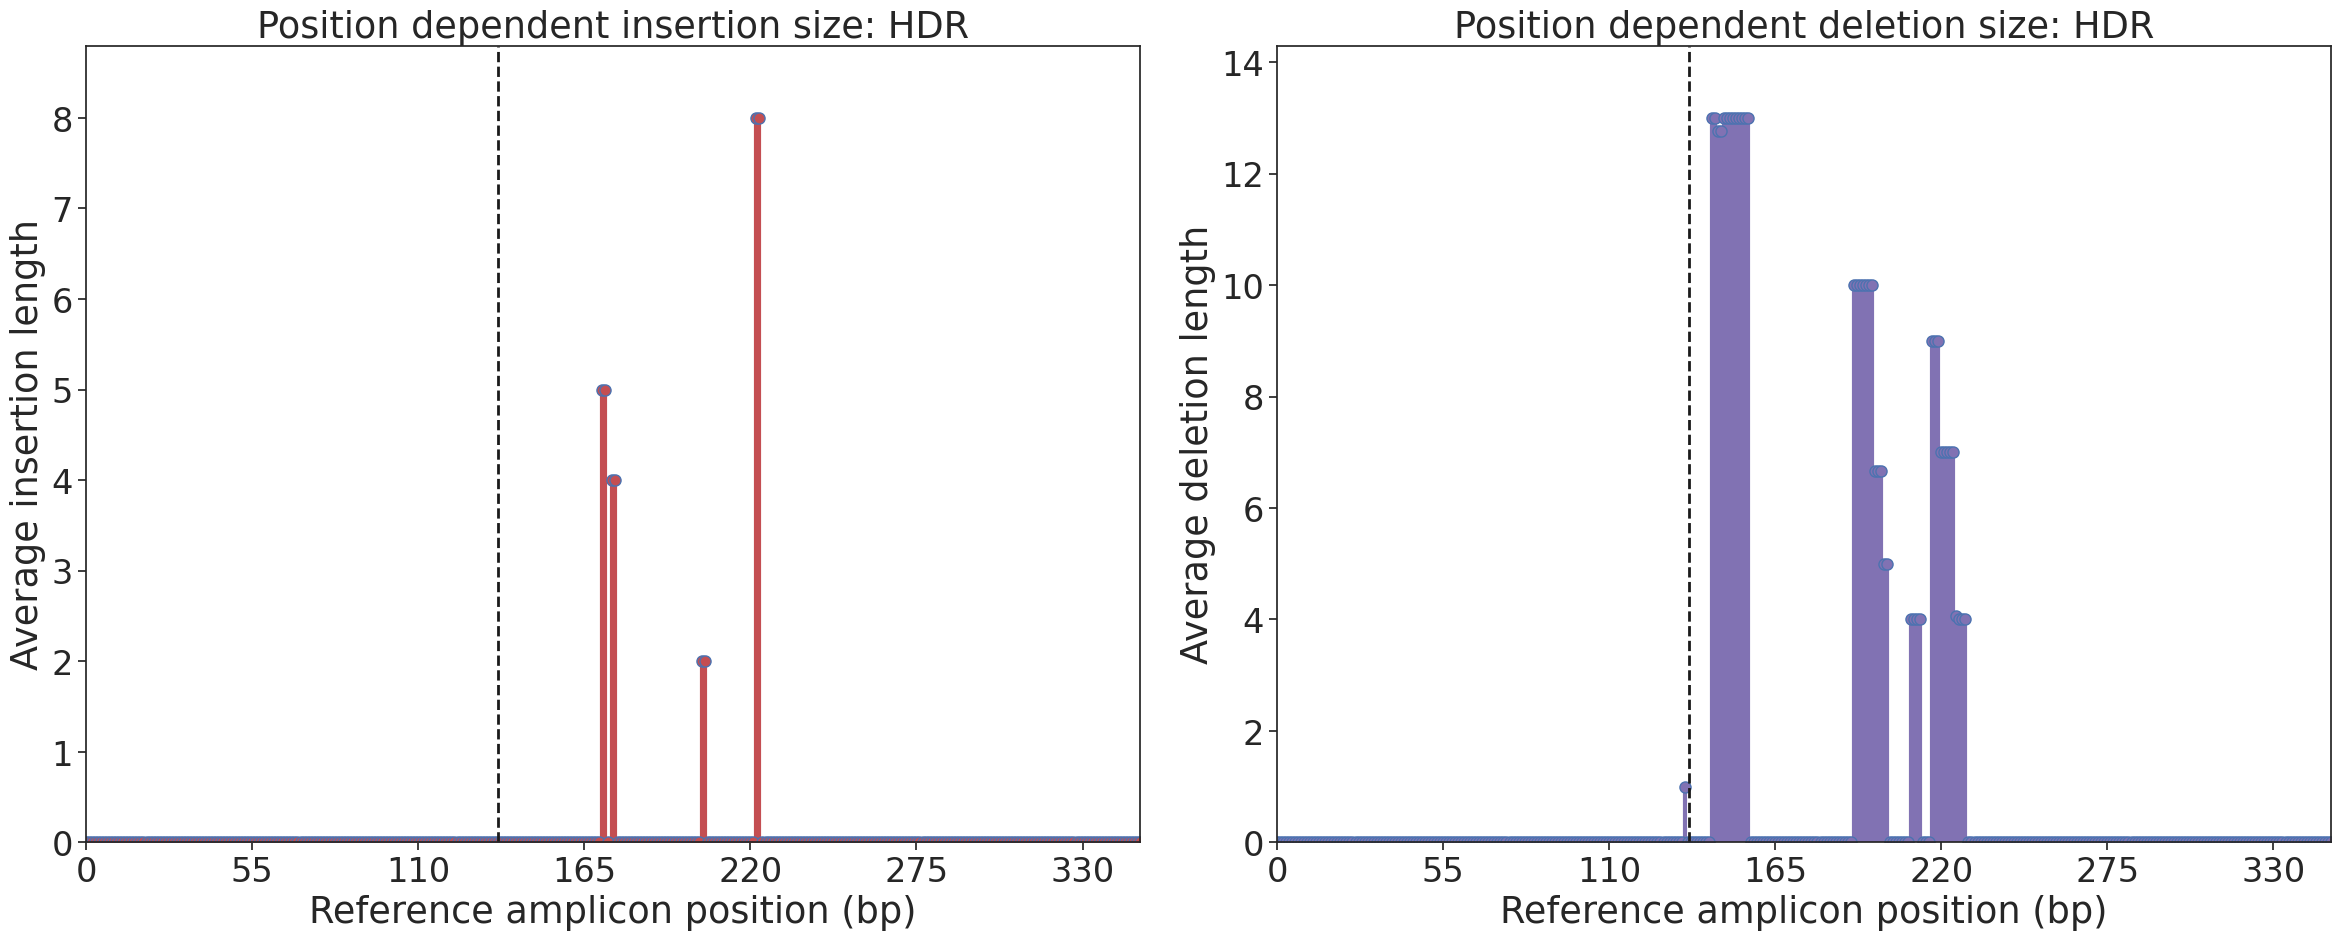 Position dependent insertion size: HDR
Average insertion length
8
7
6
5
4
3
2
1
0
0 55 110 165 220 275 330
Reference amplicon position (bp)
Position dependent deletion size: HDR
Average deletion length
14
12
10
8
6
4
2
0
0 55 110 165 220 275 330
Reference amplicon position (bp)